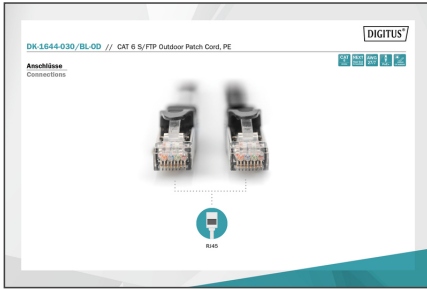 DIGITUS®
DK-1644-030/BL-OD // CAT 6 S/FTP Outdoor Patch Cord, PE
Anschlüsse
Connections
RJ45